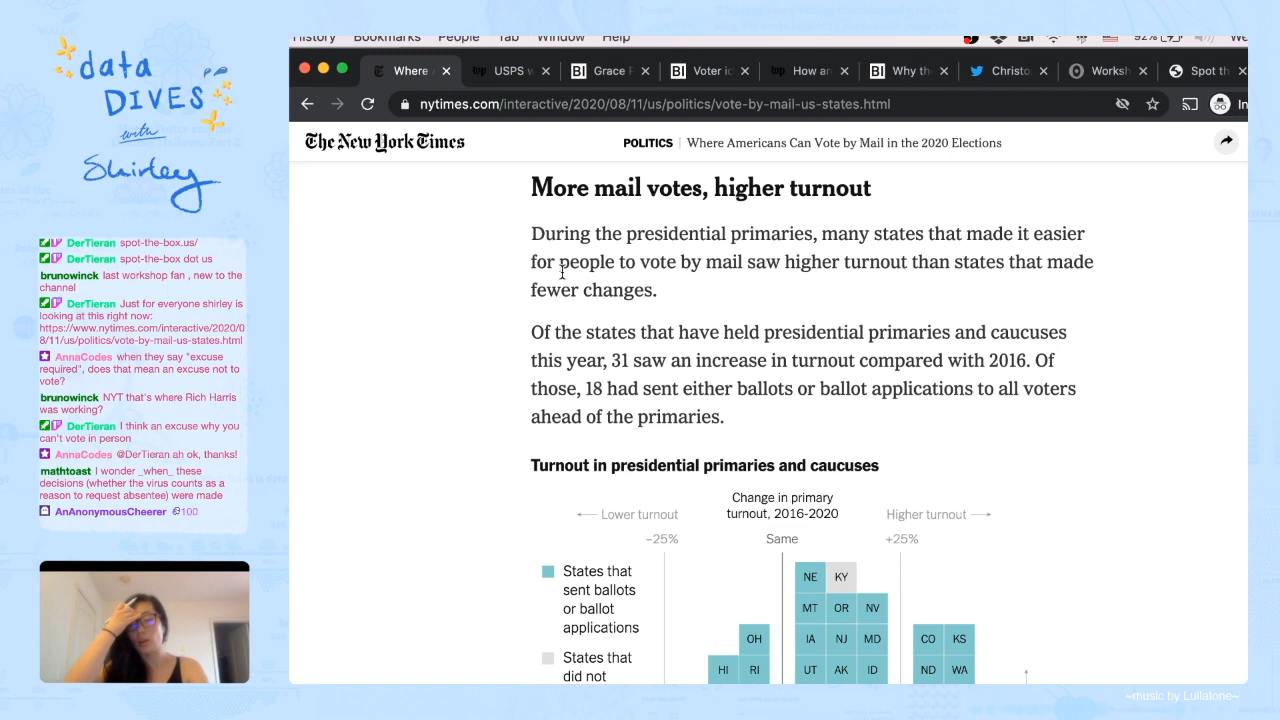 data
DIVES
with
Shirley
DerTieran spot-the-box.us/
DerTieran spot-the-box dot us
brunowinck last workshop fan , new to the
channel
DerTieran Just for everyone shirley is
looking at this right now:
https://www.nytimes.com/interactive/2020/0
8/11/us/politics/vote-by-mail-us-states.html
AnnaCodes when they say "excuse
required", does that mean an excuse not to
vote?
brunowinck NYT that's where Rich Harris
was working?
DerTieran I think an excuse why you
can't vote in person
AnnaCodes @DerTieran ah ok, thanks!
mathtoast I wonder _when_ these
decisions (whether the virus counts as a
reason to request absentee) were made
AnAnonymousCheerer 100
History Bookmarks People Tab Window Help 92% We
Where USPS w Grace F Voter ic How ar Why the Christo Worksh Spot th
nytimes.com/interactive/2020/08/11/us/politics/vote-by-mail-us-states.html In
The New York Times POLITICS | Where Americans Can Vote by Mail in the 2020 Elections
More mail votes, higher turnout
During the presidential primaries, many states that made it easier
for people to vote by mail saw higher turnout than states that made
fewer changes.
Of the states that have held presidential primaries and caucuses
this year, 31 saw an increase in turnout compared with 2016. Of
those, 18 had sent either ballots or ballot applications to all voters
ahead of the primaries.
Turnout in presidential primaries and caucuses
Change in primary
← Lower turnout turnout, 2016-2020 Higher turnout →
−25% Same +25%
States that
sent ballots
or ballot
applications
States that
did not
NE KY
MT OR NV
OH IA NJ MD CO KS
HI RI UT AK ID ND WA
~music by Lullatone~